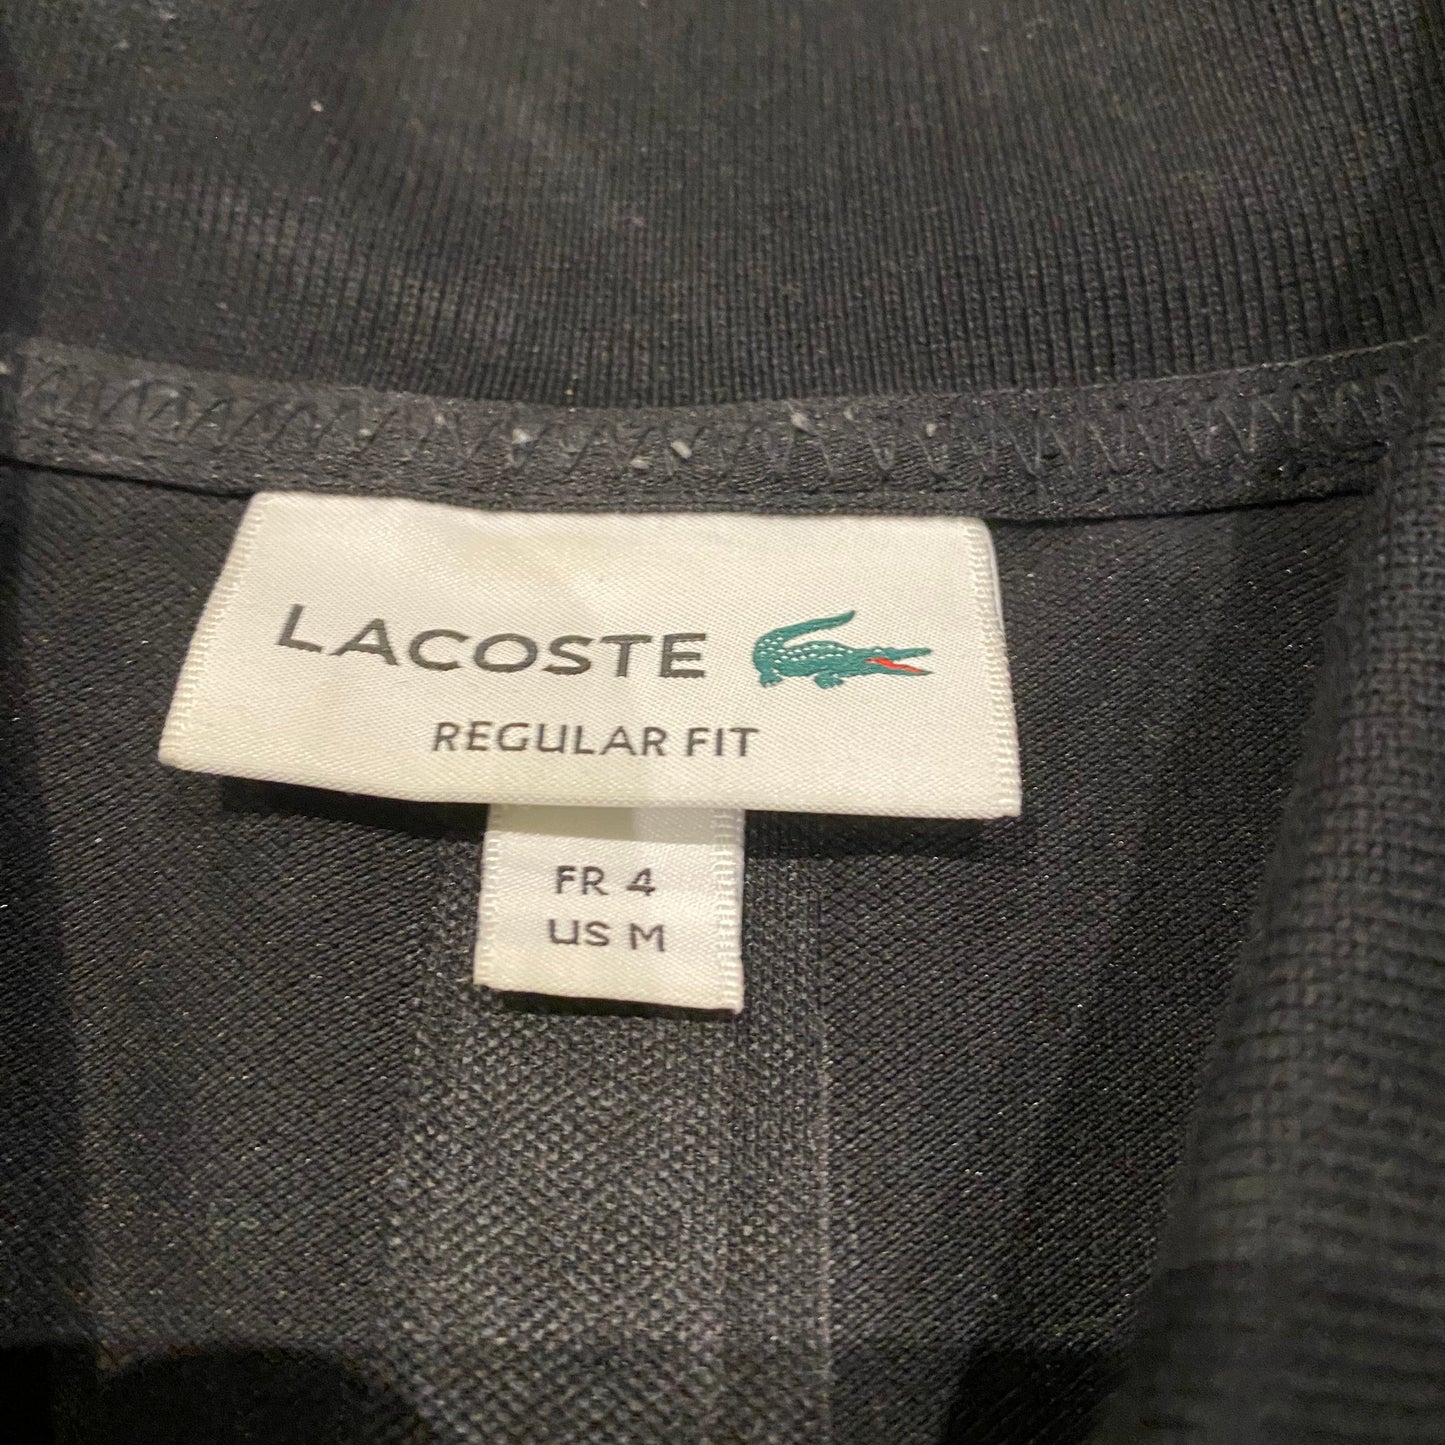 LACOSTE
REGULAR FIT
FR 4
US M